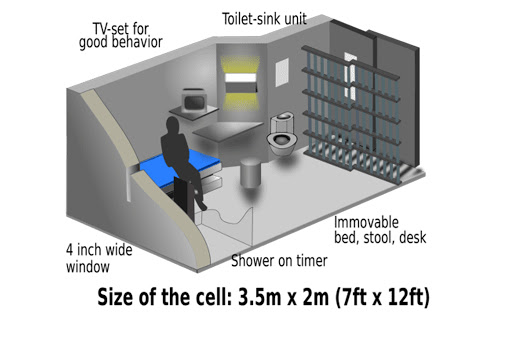 TV-set for
good behavior
Toilet-sink unit
4 inch wide
window
Immovable
bed, stool, desk
Shower on timer
Size of the cell: 3.5m x 2m (7ft x 12ft)